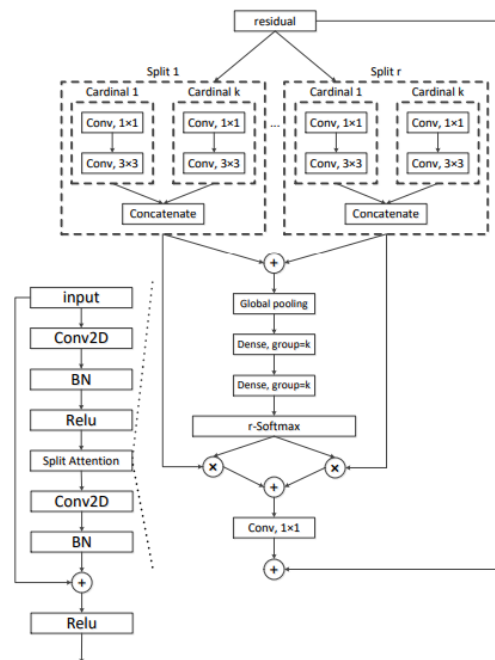 residual
Split 1
Split r
Cardinal 1
Cardinal k
Cardinal 1
Cardinal k
Conv, 1×1
Conv, 1×1
...
Conv, 1×1
Conv, 1×1
Conv, 3×3
Conv, 3×3
Conv, 3×3
Conv, 3×3
Concatenate
Concatenate
+
Global pooling
Dense, group=k
Dense, group=k
r-Softmax
×
×
+
Conv, 1×1
+
input
Conv2D
BN
Relu
Split Attention
Conv2D
BN
+
Relu